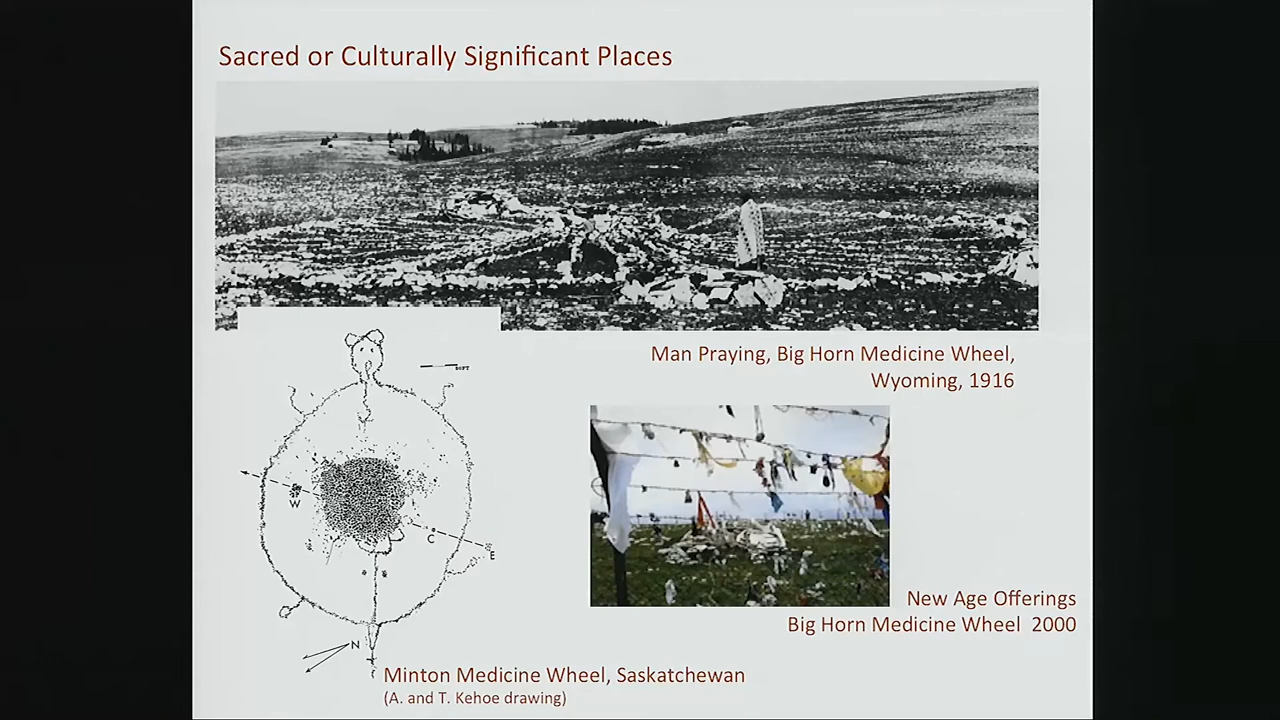 Sacred or Culturally Significant Places
Man Praying, Big Horn Medicine Wheel,
Wyoming, 1916
W
C
E
N
New Age Offerings
Big Horn Medicine Wheel 2000
Minton Medicine Wheel, Saskatchewan
(A. and T. Kehoe drawing)